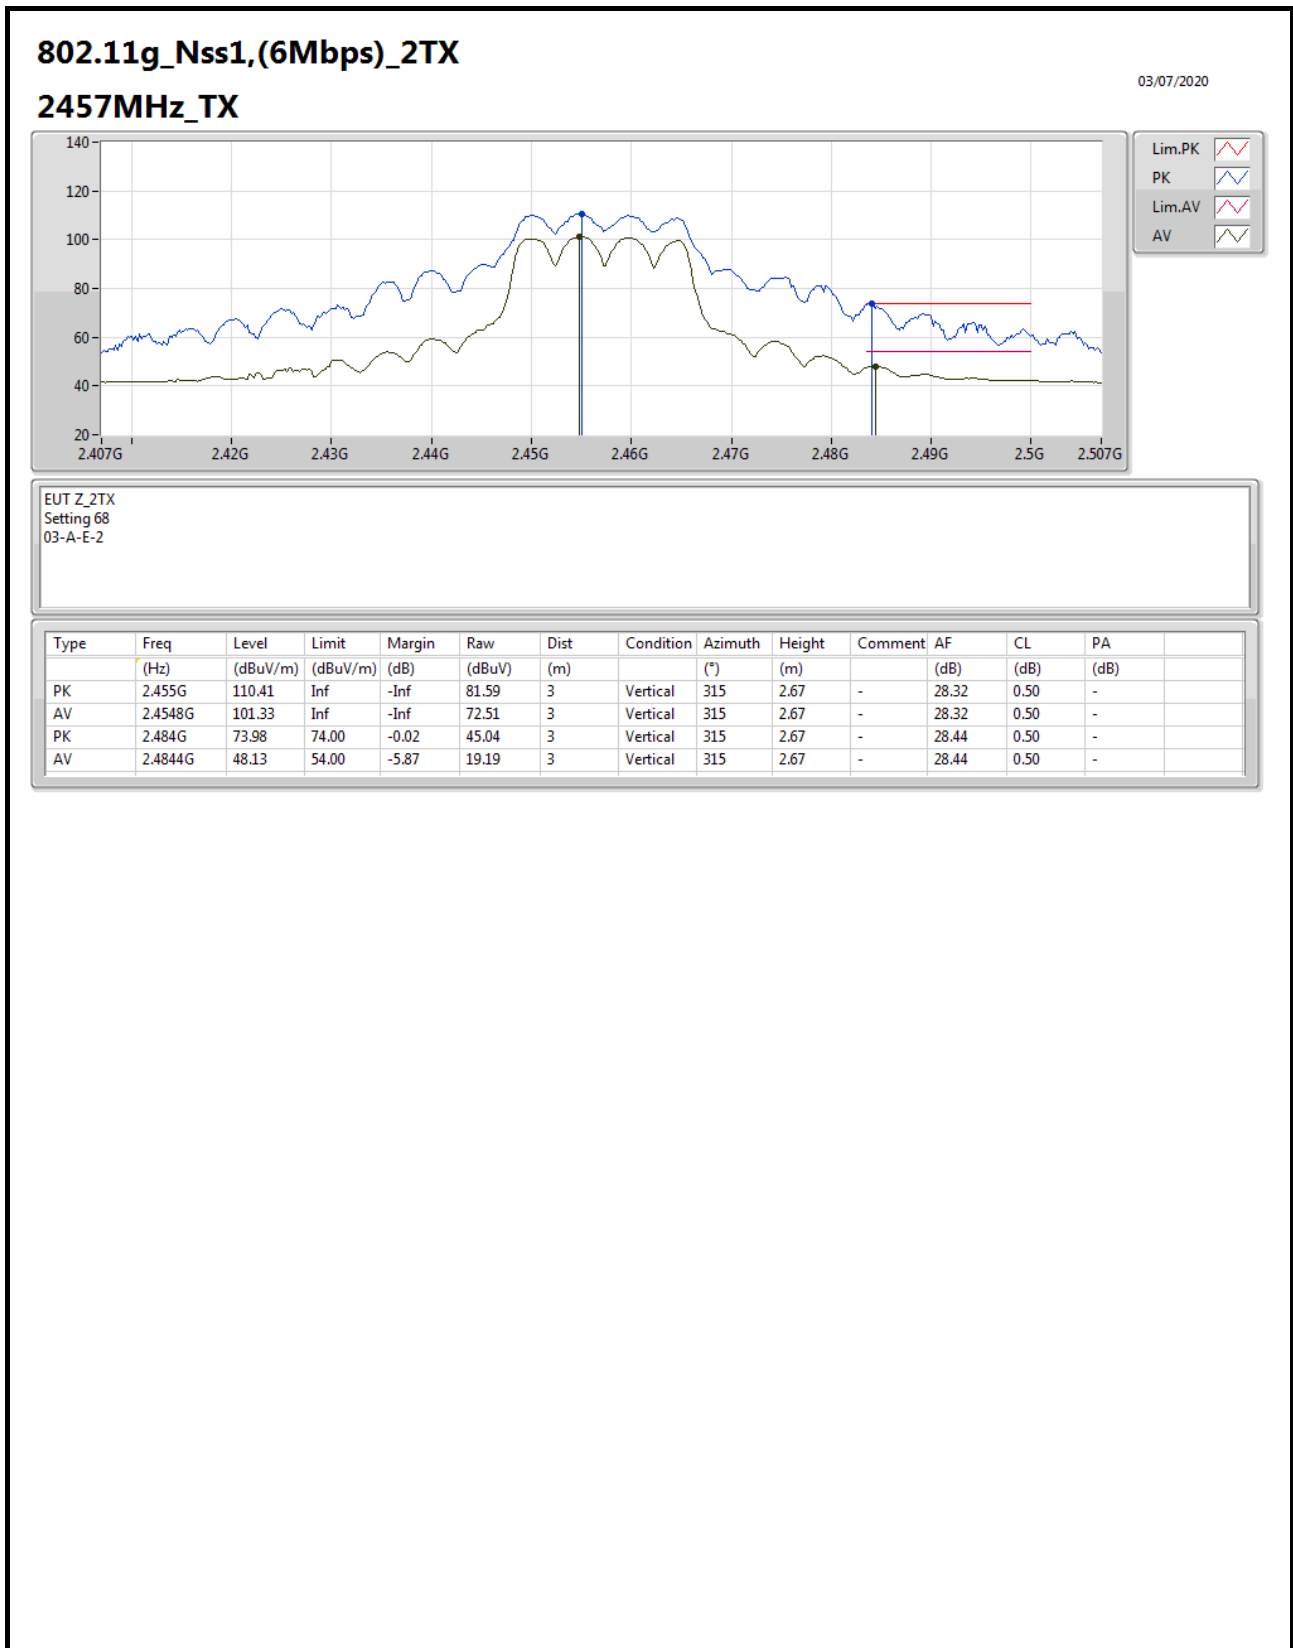 802.11g_Nss1,(6Mbps)_2TX
03/07/2020
2457MHz_TX
140
120
100
80
60
40
20
2.407G 2.42G 2.43G 2.44G 2.45G 2.46G 2.47G 2.48G 2.49G 2.5G 2.507G
Lim.PK
PK
Lim.AV
AV
EUT Z_2TX
Setting 68
03-A-E-2
Type Freq Level Limit Margin Raw Dist Condition Azimuth Height Comment AF CL PA
(Hz) (dBuV/m) (dBuV/m) (dB) (dBuV) (m) (°) (m) (dB) (dB) (dB)
PK 2.455G 110.41 Inf -Inf 81.59 3 Vertical 315 2.67 - 28.32 0.50 -
AV 2.4548G 101.33 Inf -Inf 72.51 3 Vertical 315 2.67 - 28.32 0.50 -
PK 2.484G 73.98 74.00 -0.02 45.04 3 Vertical 315 2.67 - 28.44 0.50 -
AV 2.4844G 48.13 54.00 -5.87 19.19 3 Vertical 315 2.67 - 28.44 0.50 -